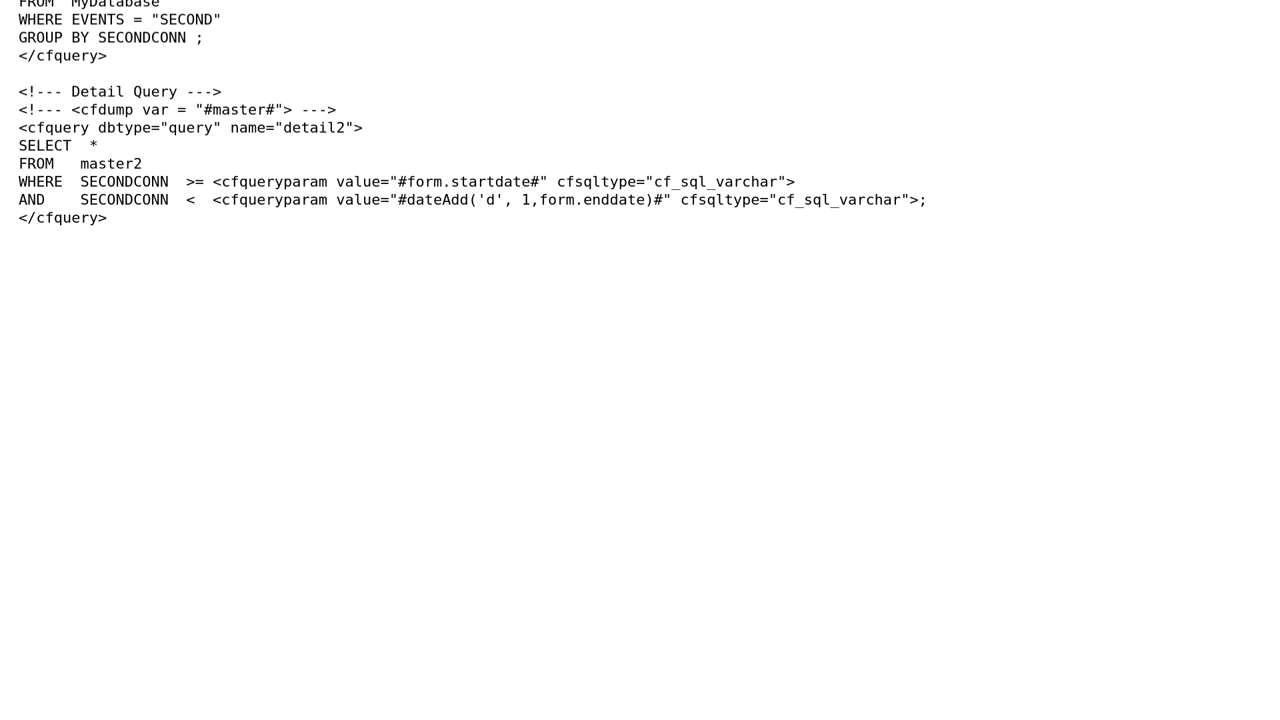 FROM  MyDatabase
WHERE EVENTS = "SECOND"
GROUP BY SECONDCONN ;
</cfquery>

<!--- Detail Query --->
<!--- <cfdump var = "#master#"> --->
<cfquery dbtype="query" name="detail2">
SELECT  *
FROM   master2
WHERE  SECONDCONN  >= <cfqueryparam value="#form.startdate#" cfsqltype="cf_sql_varchar">
AND    SECONDCONN  <  <cfqueryparam value="#dateAdd('d', 1,form.enddate)#" cfsqltype="cf_sql_varchar">;
</cfquery>